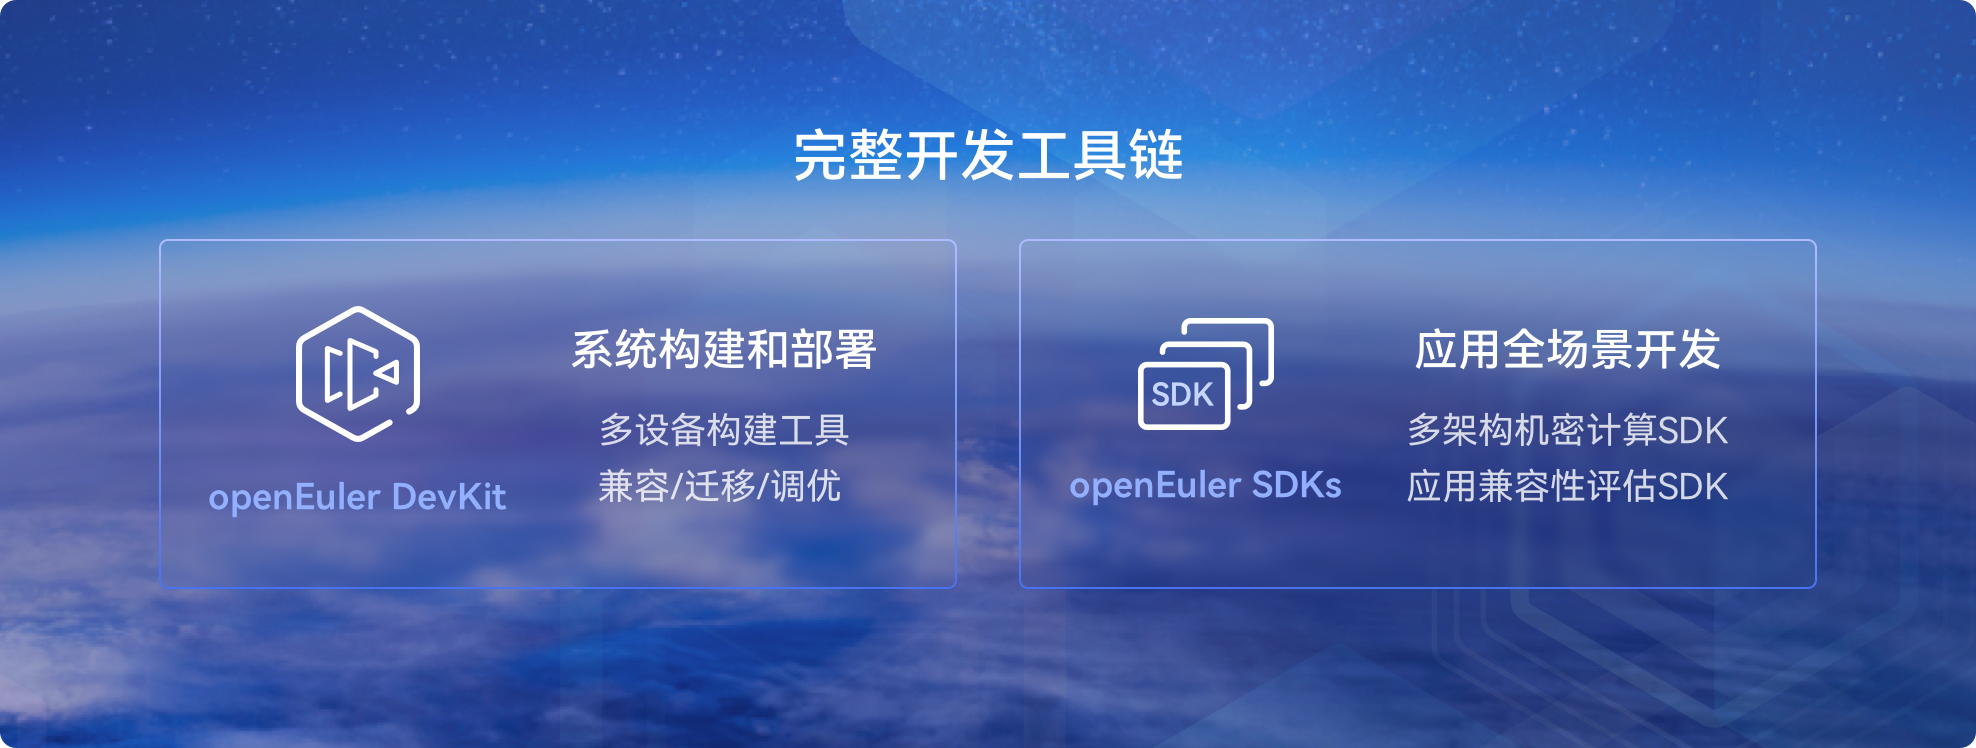 完整开发工具链
openEuler DevKit
系统构建和部署
多设备构建工具
兼容/迁移/调优
SDK
openEuler SDKs
应用全场景开发
多架构机密计算SDK
应用兼容性评估SDK